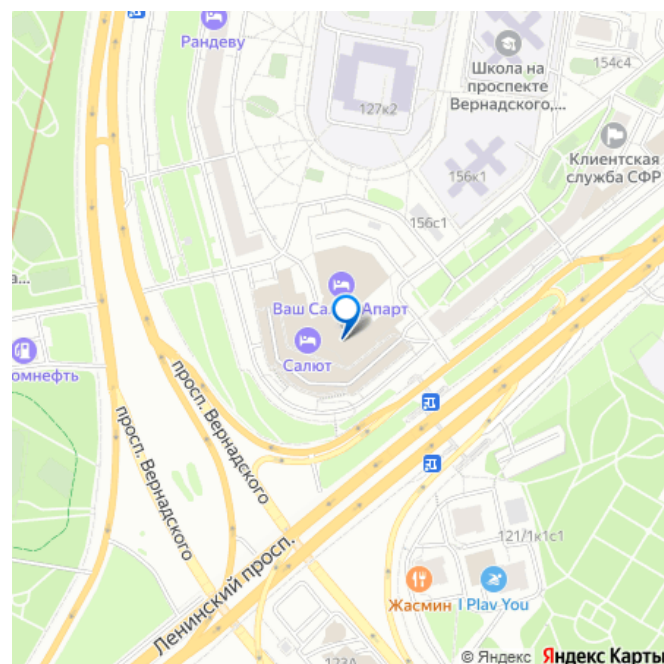 Рандеву
127к2
Школа на
проспекте
Вернадского,...
154с4
Клиентская
служба СФР
156к1
156с1
а...
Ваш Салют Апарт
Салют
омнефть
просп. Вернадского
просп. Вернадского
Ленинский просп.
121/1к1с1
Жасмин
I Play You
123А
© Яндекс Яндекс Карты